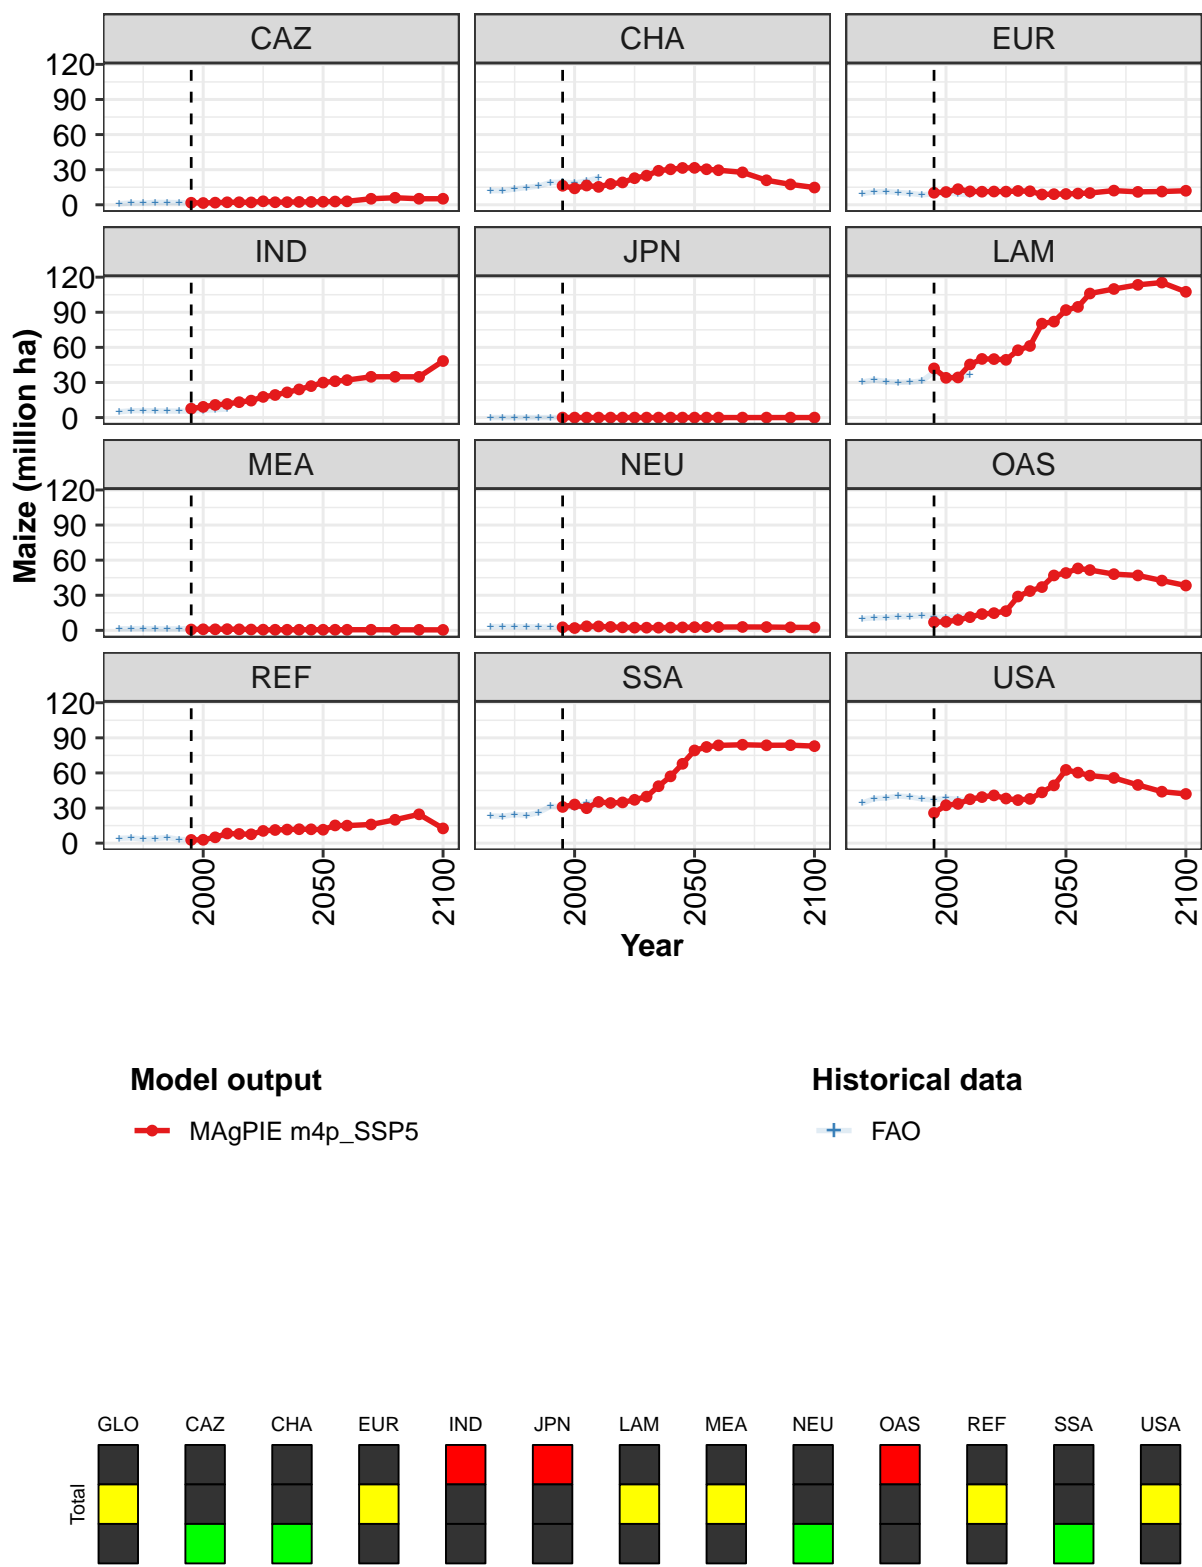 CAZ CHA EUR
120
90
60
30
0
IND JPN LAM
120
90
60
30
0
MEA NEU OAS
120
90
60
30
0
REF SSA USA
120
90
60
30
0
Maize (million ha)
2000 2050 2100 2000 2050 2100 2000 2050 2100
Year
Model output Historical data
MAgPIE m4p_SSP5 FAO
GLO CAZ CHA EUR IND JPN LAM MEA NEU OAS REF SSA USA
Total